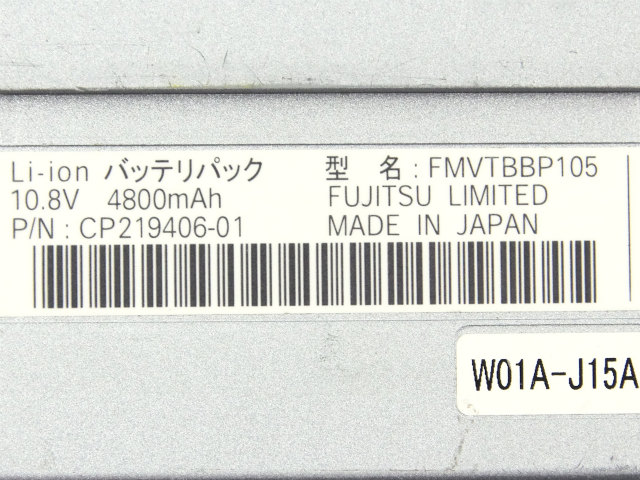 Li-ion バッテリパック 型 名 : FMVTBBP105
10.8V 4800mAh FUJITSU LIMITED
P/N : CP219406-01 MADE IN JAPAN
W01A-J15A